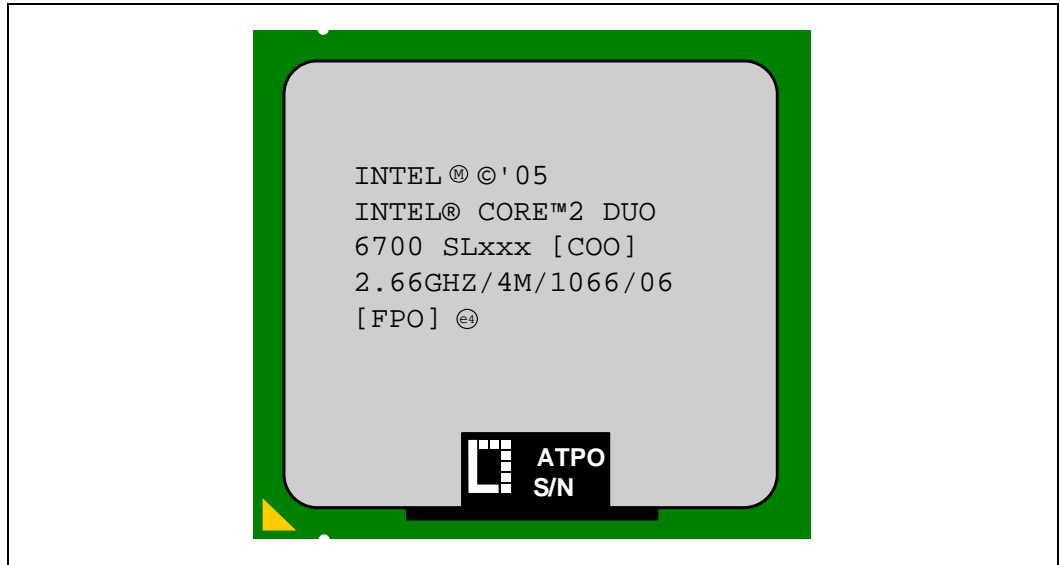 INTEL Ⓜ ©'05
INTEL® CORE™2 DUO
6700 SLxxx [COO]
2.66GHZ/4M/1066/06
[FPO] e4
ATPO
S/N